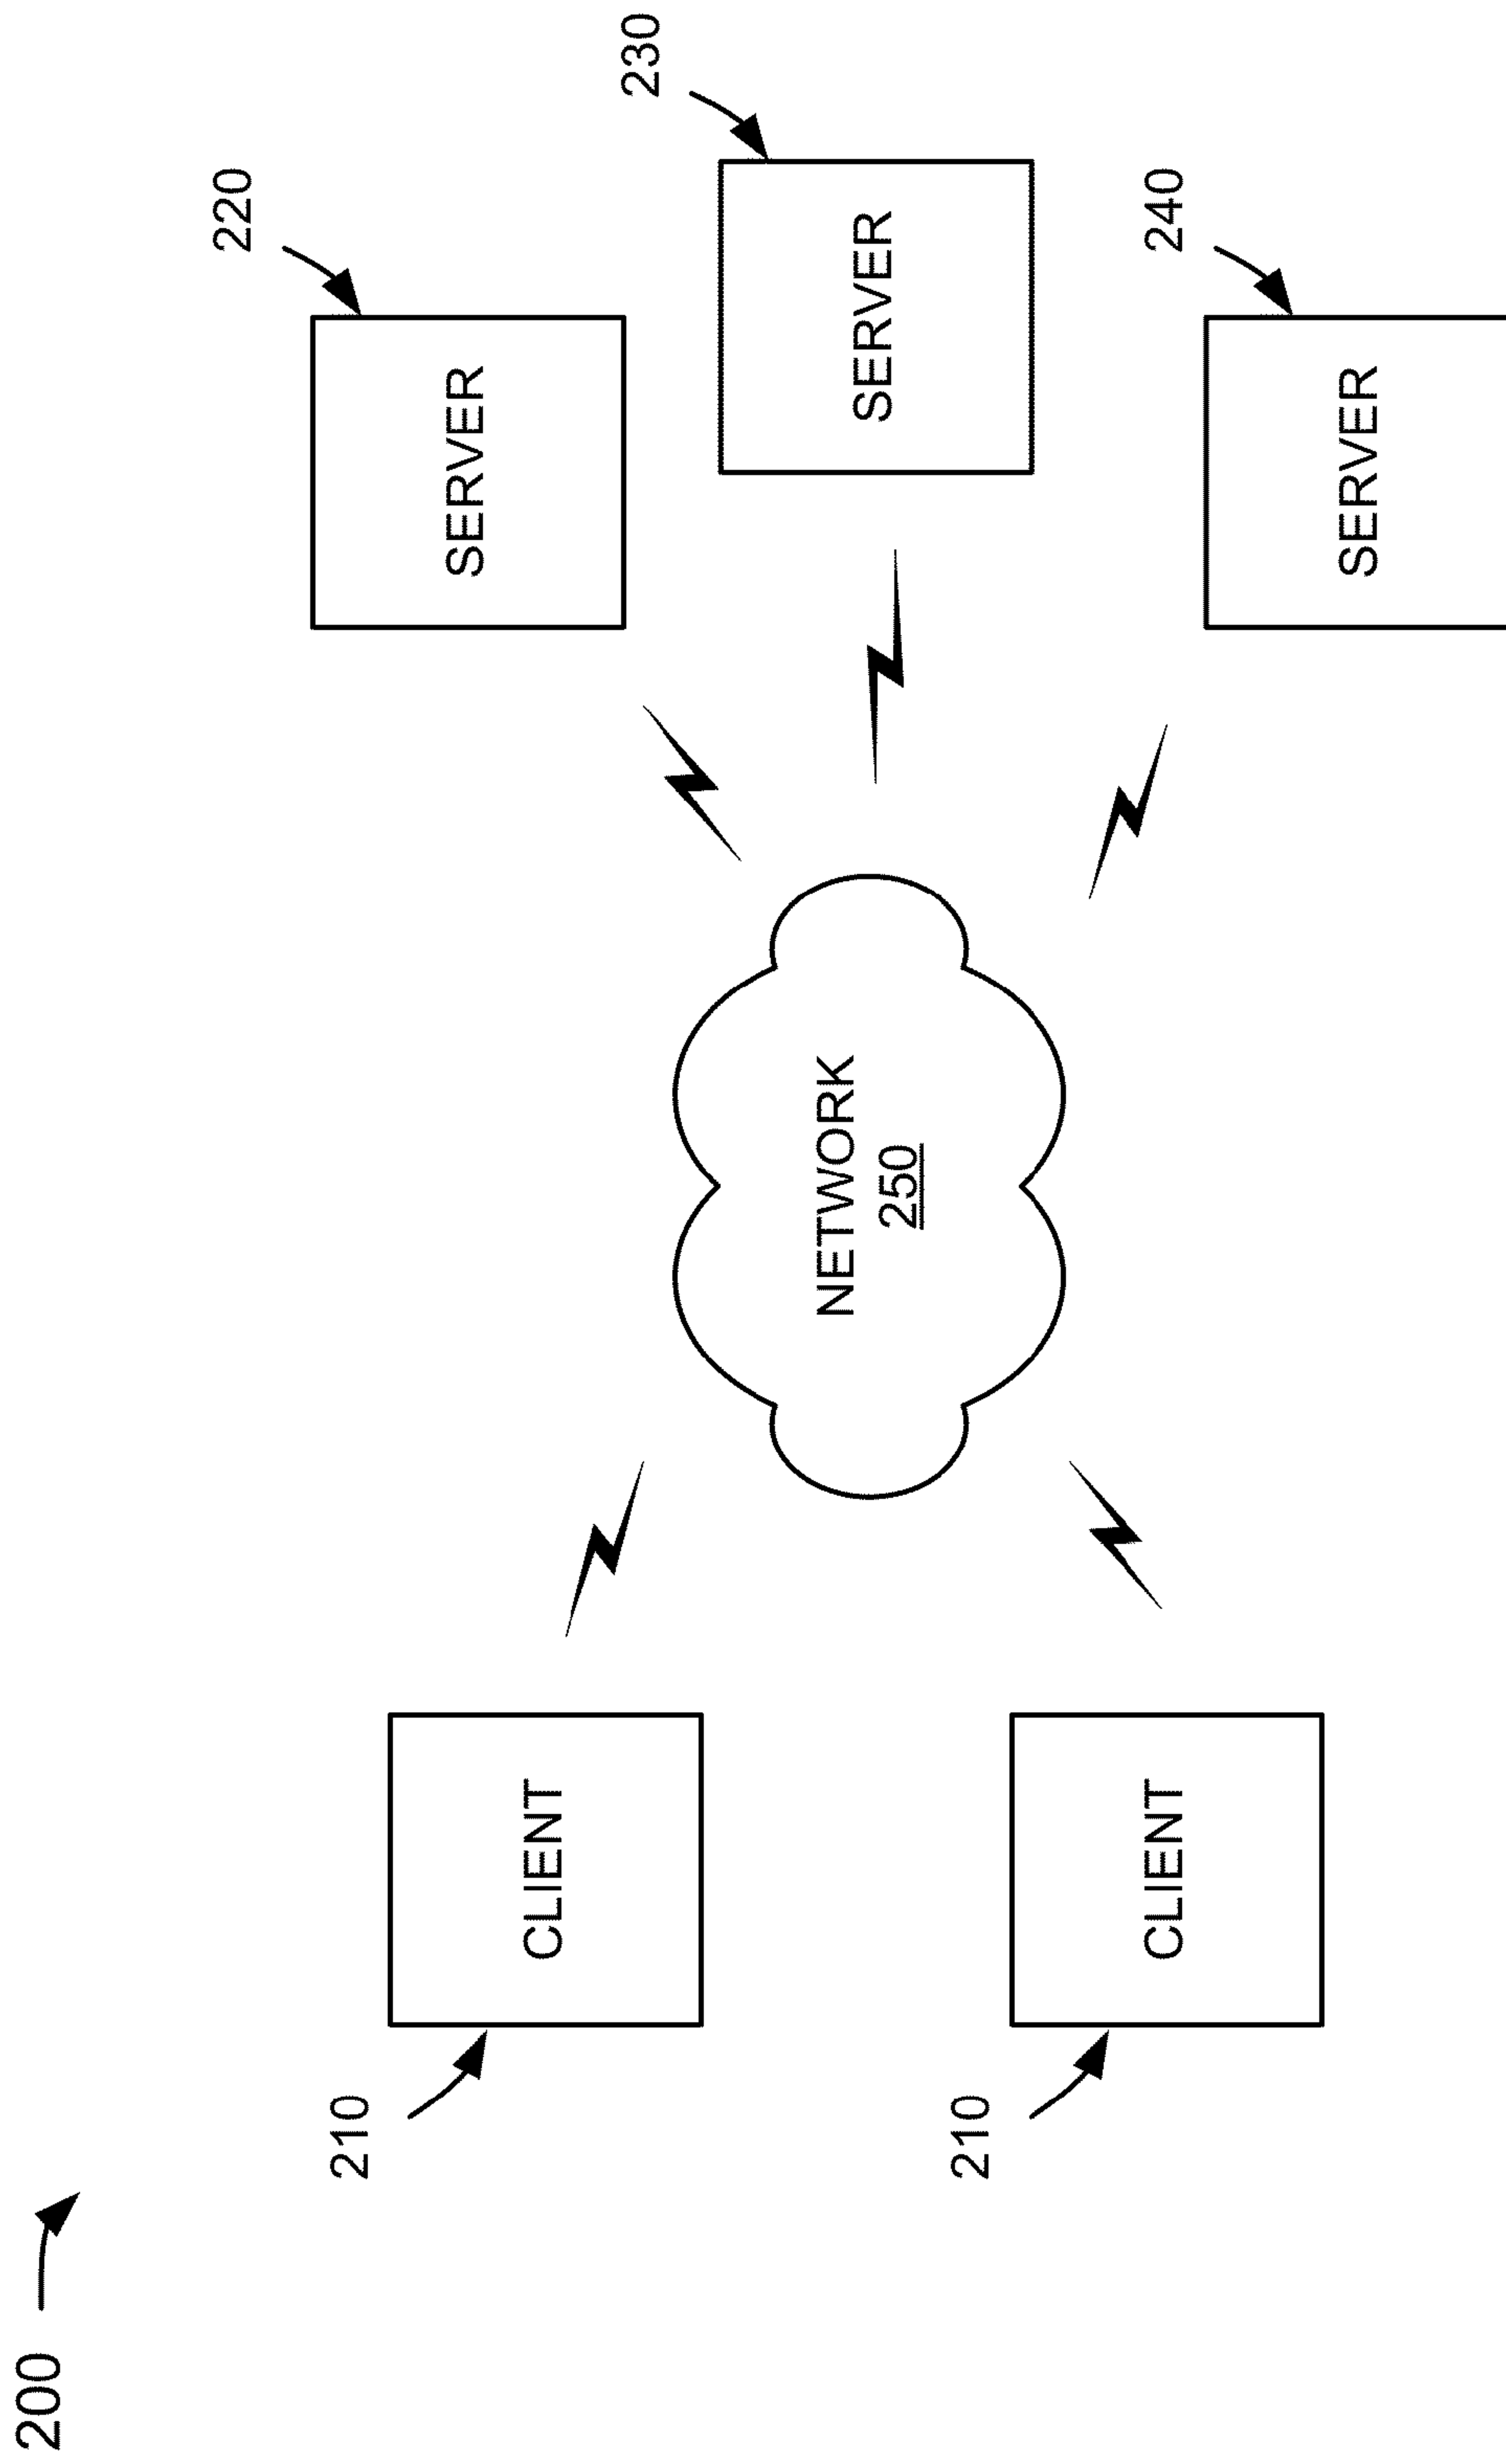 200
210
CLIENT
210
CLIENT
NETWORK
250
220
SERVER
230
SERVER
240
SERVER